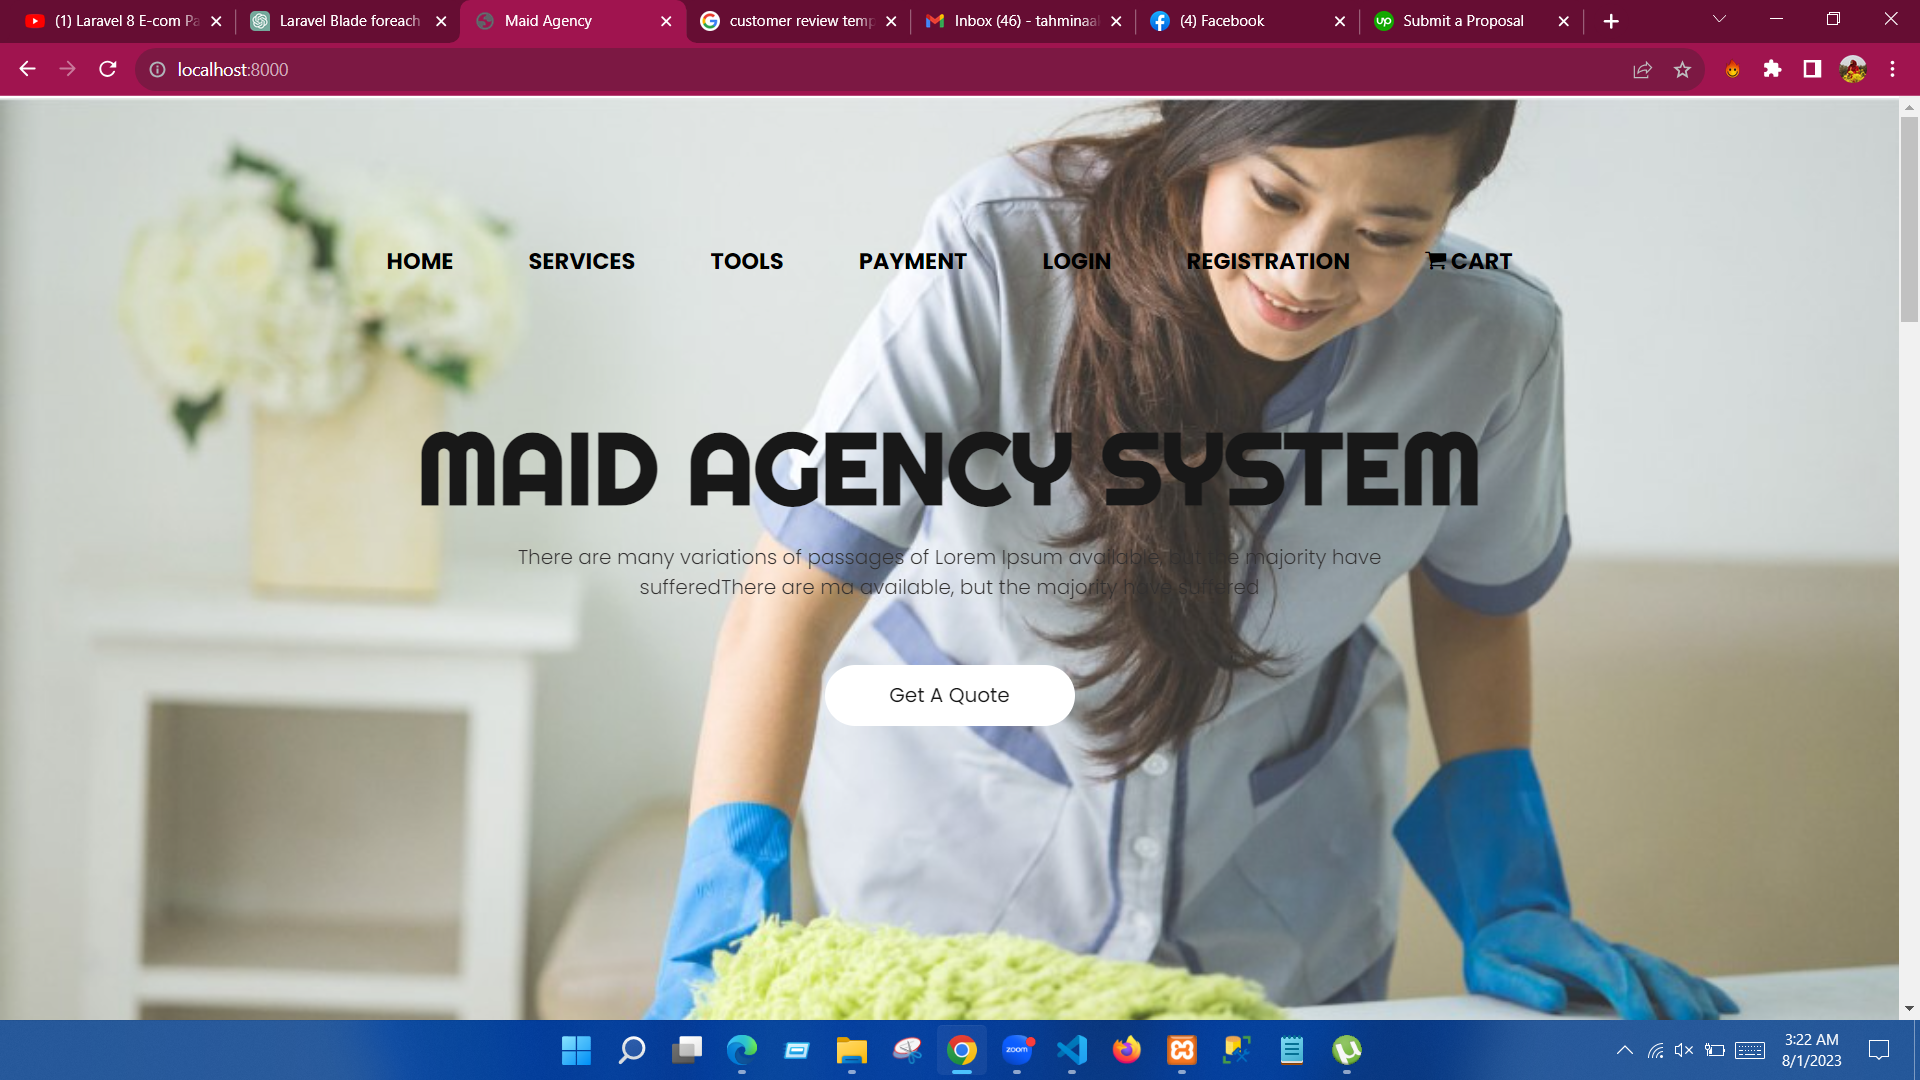 (1) Laravel 8 E-com Pa
Laravel Blade foreach
Maid Agency
customer review temp
Inbox (46) - tahminaal
(4) Facebook
Submit a Proposal
localhost:8000
HOME SERVICES TOOLS PAYMENT LOGIN REGISTRATION CART
MAID AGENCY SYSTEM
There are many variations of passages of Lorem Ipsum available, but the majority have
sufferedThere are ma available, but the majority have suffered
Get A Quote
zoom
3:22 AM
8/1/2023